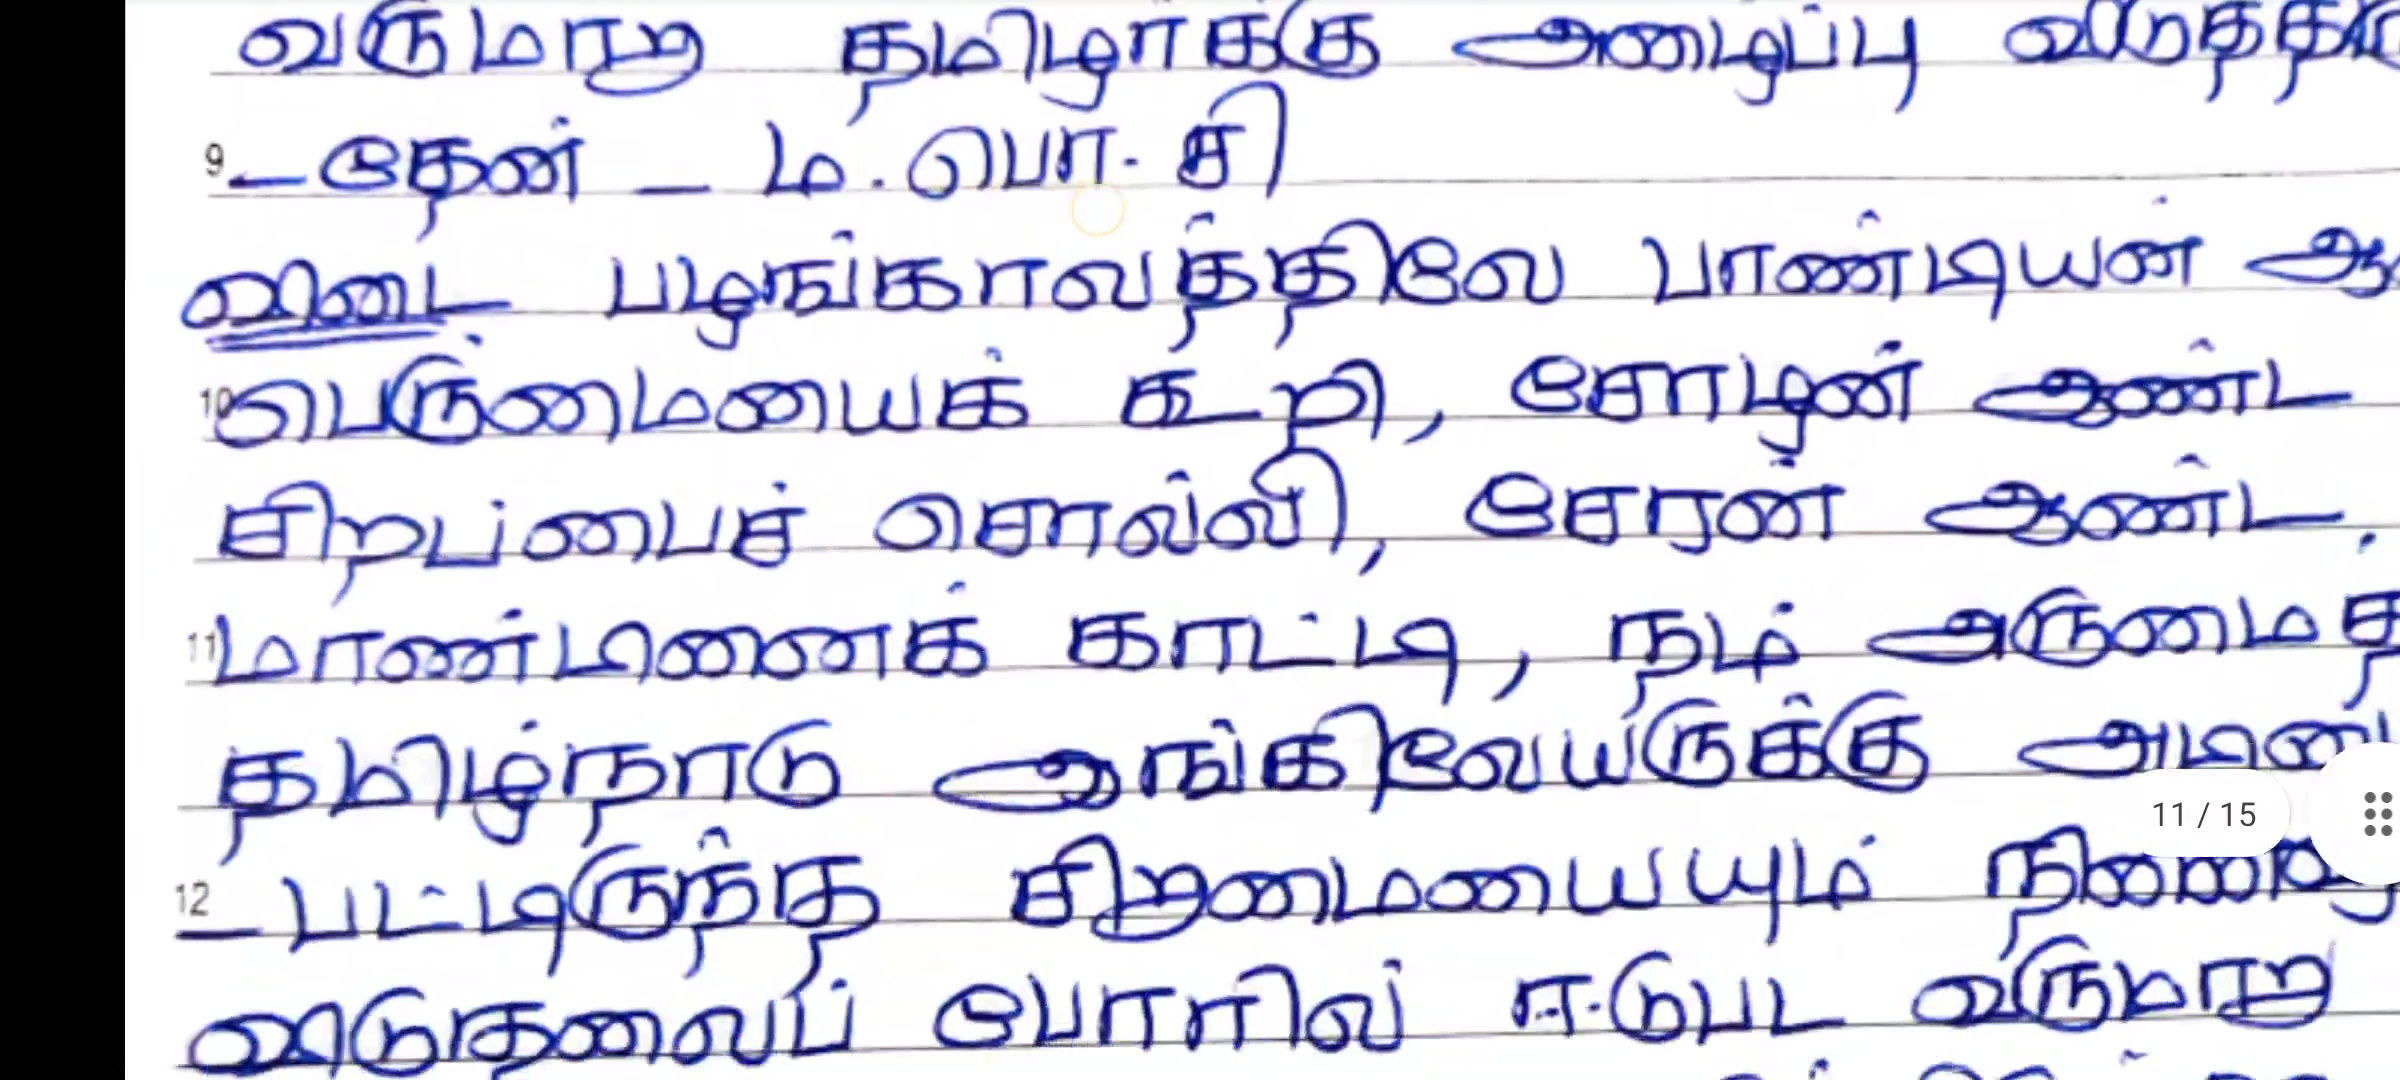 வருமாறு தமிழர்க்கு அழைப்பு விடுத்
9 தேன் - ம.பொ.சி
விடை பழங்காலத்திலே பாண்டியன் ஆ
10 பெருமையைக் கூறி, சோழன் ஆண்ட
சிறப்பைச் சொல்லி, சேரன் ஆண்ட
11 மாண்பினைக் காட்டி, நம் அருமைத்
தமிழ்நாடு ஆங்கிலேயருக்கு அடிமைப்
12 பட்டிருந்த சிறுமையையும் நினைவு
விடுதலைப் போரில் ஈடுபட வருமாறு
11 / 15